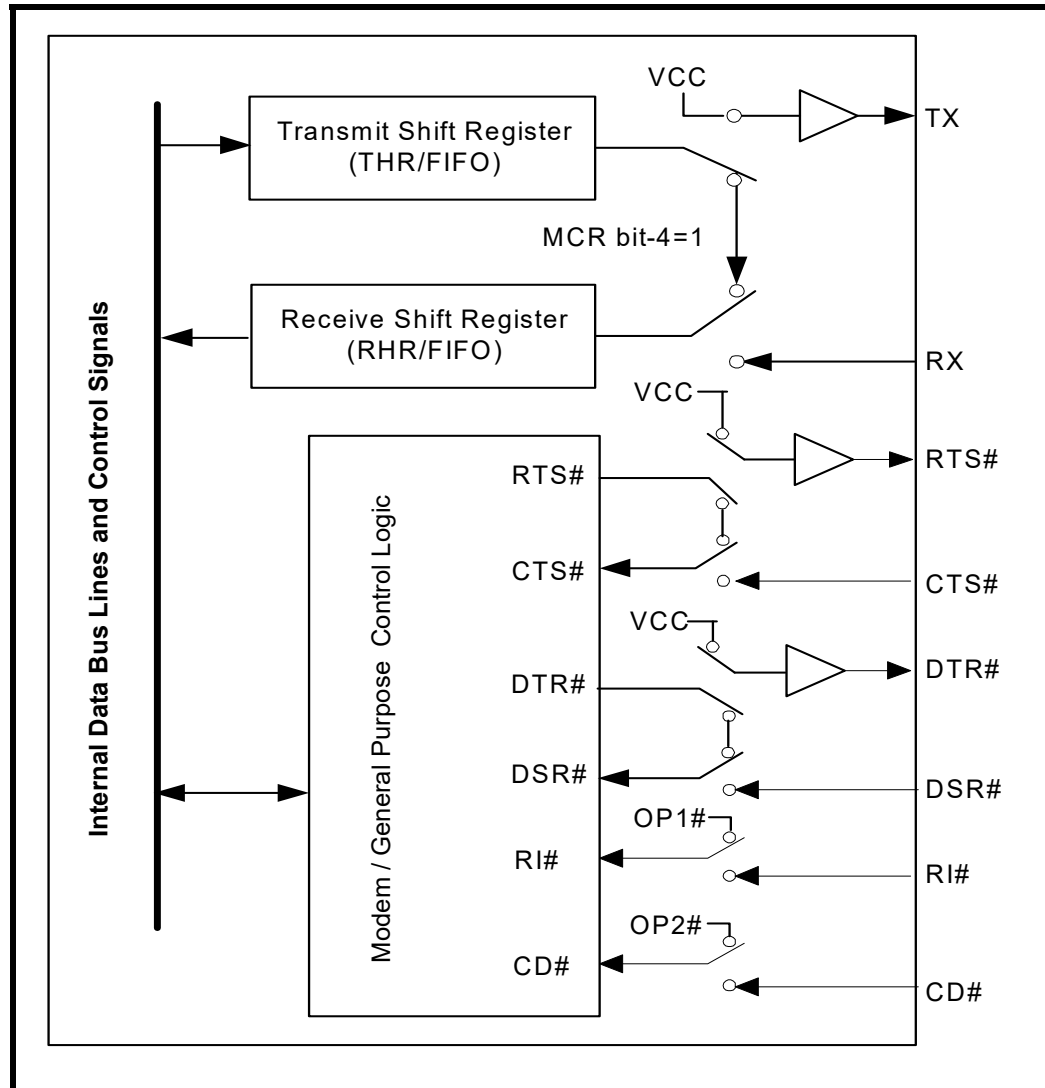 VCC
TX
Transmit Shift Register
(THR/FIFO)
MCR bit-4=1
Receive Shift Register
(RHR/FIFO)
RX
VCC
RTS#
RTS#
CTS#
CTS#
VCC
DTR#
DTR#
DSR#
DSR#
OP1#
RI#
RI#
OP2#
CD#
CD#
Internal Data Bus Lines and Control Signals
Modem / General Purpose Control Logic